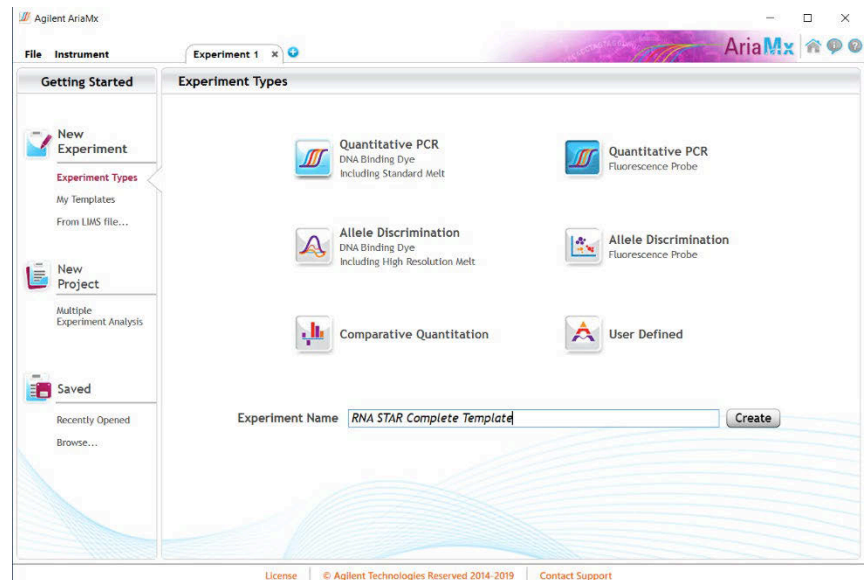 Agilent AriaMx
File Instrument
Experiment 1
AriaMx
Getting Started
Experiment Types
New
Experiment
Experiment Types
My Templates
From LIMS file...
New
Project
Multiple
Experiment Analysis
Saved
Recently Opened
Browse...
Quantitative PCR
DNA Binding Dye
Including Standard Melt
Quantitative PCR
Fluorescence Probe
Allele Discrimination
DNA Binding Dye
Including High Resolution Melt
Allele Discrimination
Fluorescence Probe
Comparative Quantitation
User Defined
Experiment Name RNA STAR Complete Template Create
License © Agilent Technologies Reserved 2014-2019 Contact Support